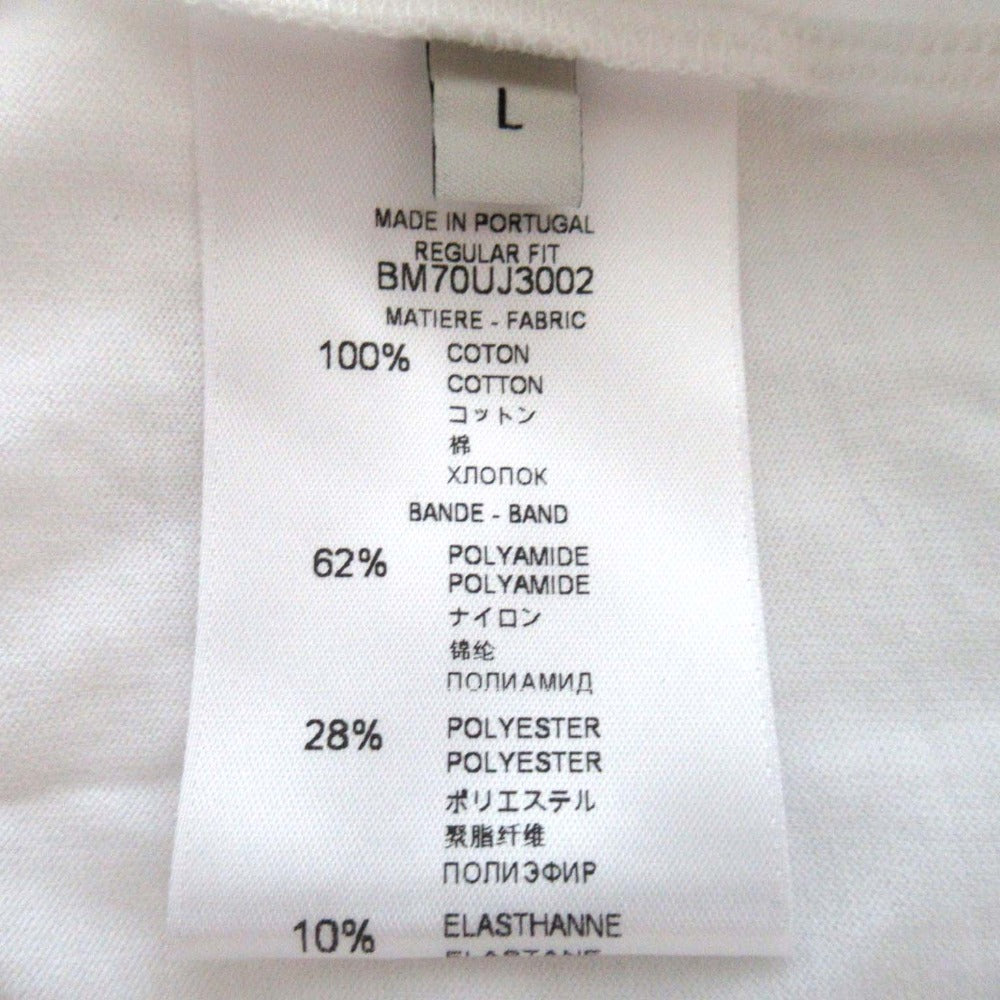 L
MADE IN PORTUGAL
REGULAR FIT
BM70UJ3002
MATIERE - FABRIC
100% COTON
COTTON
コットン
棉
ХЛОПОК
BANDE - BAND
62% POLYAMIDE
POLYAMIDE
ナイロン
锦纶
ПОЛИАМИД
28% POLYESTER
POLYESTER
ポリエステル
聚脂纤维
ПОЛИЭФИР
10% ELASTHANNE
ELASTANE